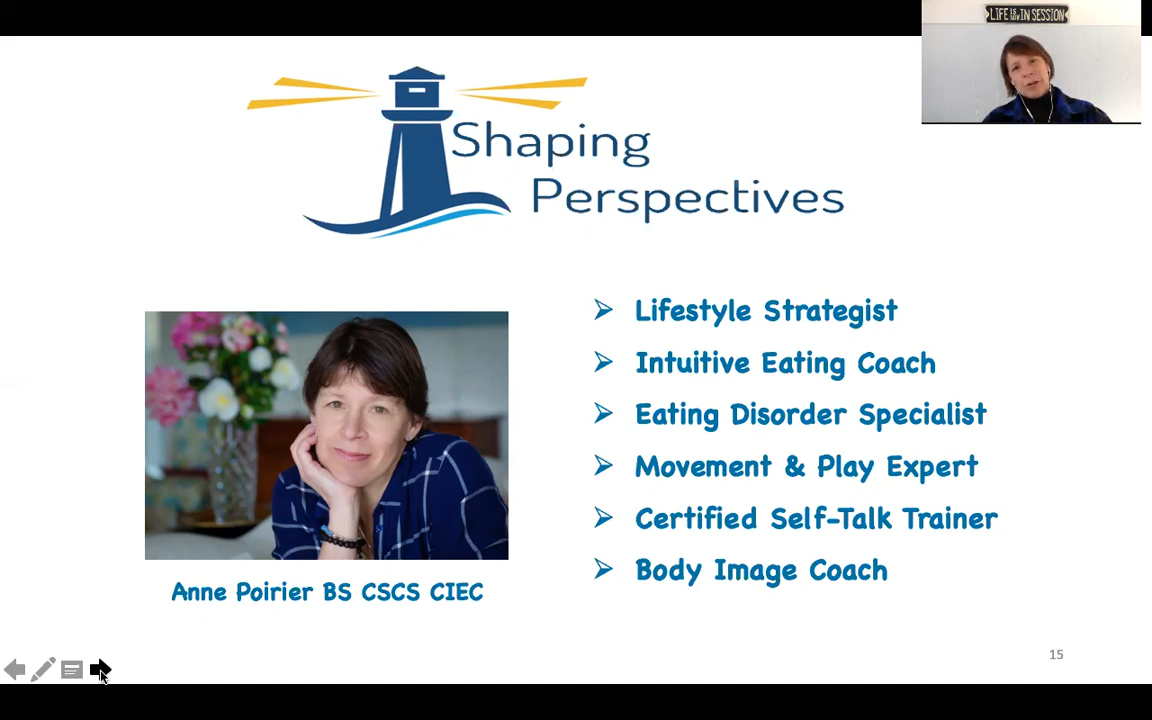 LIFE IS NOW IN SESSION
Shaping
Perspectives
Lifestyle Strategist
Intuitive Eating Coach
Eating Disorder Specialist
Movement & Play Expert
Certified Self-Talk Trainer
Body Image Coach
Anne Poirier BS CSCS CIEC
15